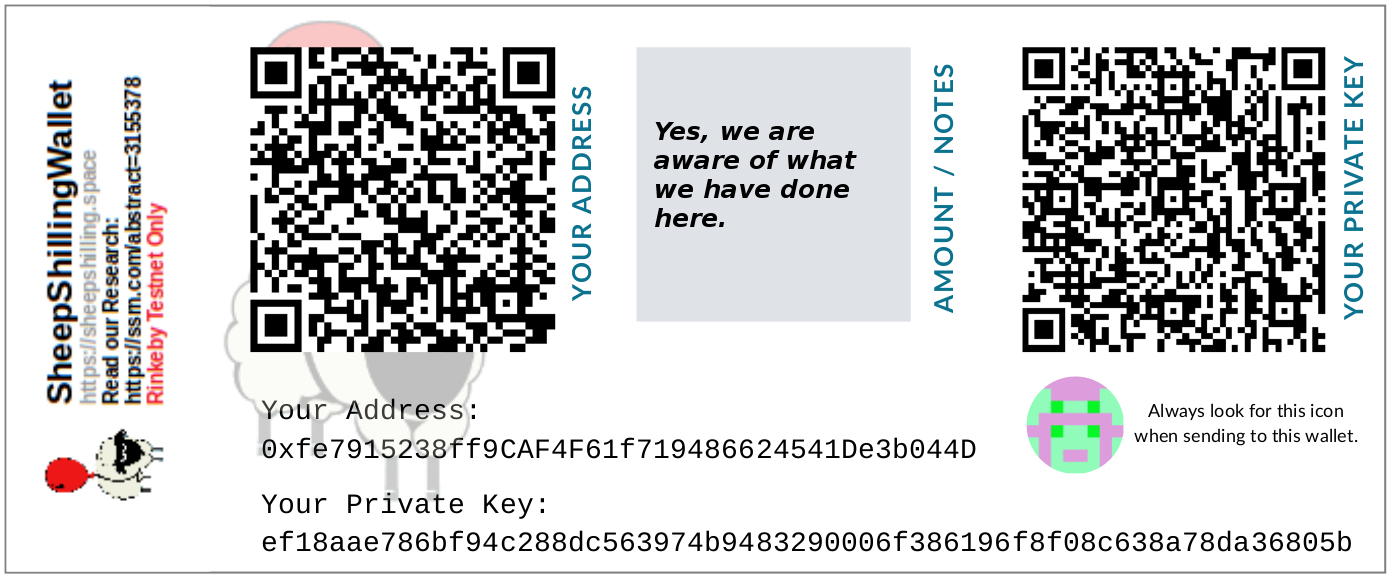 SheepShillingWallet
https://sheepshilling.space
Read our Research:
https://ssrn.com/abstract=3155378
Rinkeby Testnet Only
YOUR ADDRESS
Yes, we are
aware of what
we have done
here.
AMOUNT / NOTES
YOUR PRIVATE KEY
Always look for this icon
when sending to this wallet.
Your Address:
0xfe7915238ff9CAF4F61f719486624541De3b044D
Your Private Key:
ef18aae786bf94c288dc563974b9483290006f386196f8f08c638a78da36805b